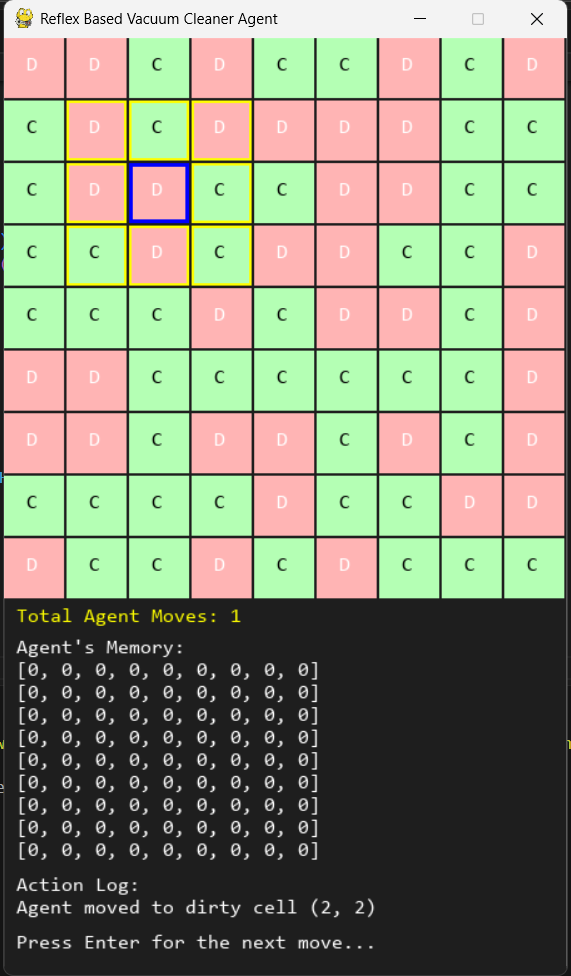 Reflex Based Vacuum Cleaner Agent
D D C D C C D C D
C D C D D D D C C
C D D C C D D C C
C C D C D D C C D
C C C D C D D C D
D D C C C C C C D
D D C D D C D C D
C C C C D C C D D
D C C D C D C C C
Total Agent Moves: 1
Agent's Memory:
[0, 0, 0, 0, 0, 0, 0, 0, 0]
[0, 0, 0, 0, 0, 0, 0, 0, 0]
[0, 0, 0, 0, 0, 0, 0, 0, 0]
[0, 0, 0, 0, 0, 0, 0, 0, 0]
[0, 0, 0, 0, 0, 0, 0, 0, 0]
[0, 0, 0, 0, 0, 0, 0, 0, 0]
[0, 0, 0, 0, 0, 0, 0, 0, 0]
[0, 0, 0, 0, 0, 0, 0, 0, 0]
[0, 0, 0, 0, 0, 0, 0, 0, 0]
Action Log:
Agent moved to dirty cell (2, 2)
Press Enter for the next move...